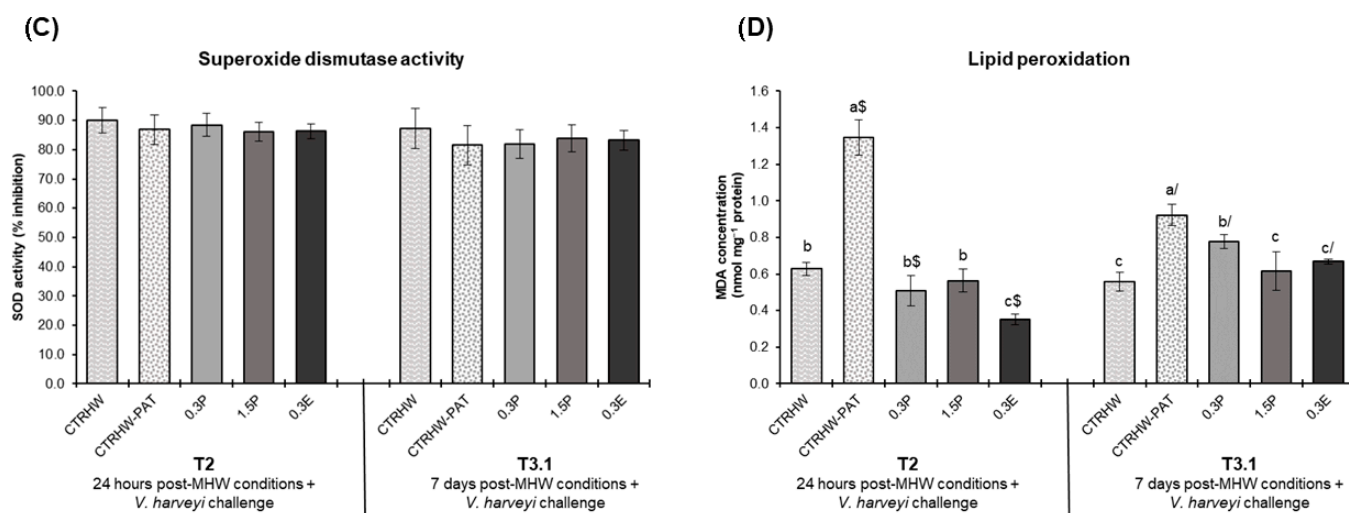 (C)
Superoxide dismutase activity
SOD activity (% inhibition)
100.0
90.0
80.0
70.0
60.0
50.0
40.0
30.0
20.0
10.0
0.0
CTRHW
CTRHW-PAT
0.3P
1.5P
0.3E
CTRHW
CTRHW-PAT
0.3P
1.5P
0.3E
T2
24 hours post-MHW conditions +
V. harveyi challenge
T3.1
7 days post-MHW conditions +
V. harveyi challenge
(D)
Lipid peroxidation
MDA concentration
(nmol mg⁻¹ protein)
1.6
1.4
1.2
1.0
0.8
0.6
0.4
0.2
0.0
b
a$
b$
b
c$
c
a/
b/
c
c/
CTRHW
CTRHW-PAT
0.3P
1.5P
0.3E
CTRHW
CTRHW-PAT
0.3P
1.5P
0.3E
T2
24 hours post-MHW conditions +
V. harveyi challenge
T3.1
7 days post-MHW conditions +
V. harveyi challenge